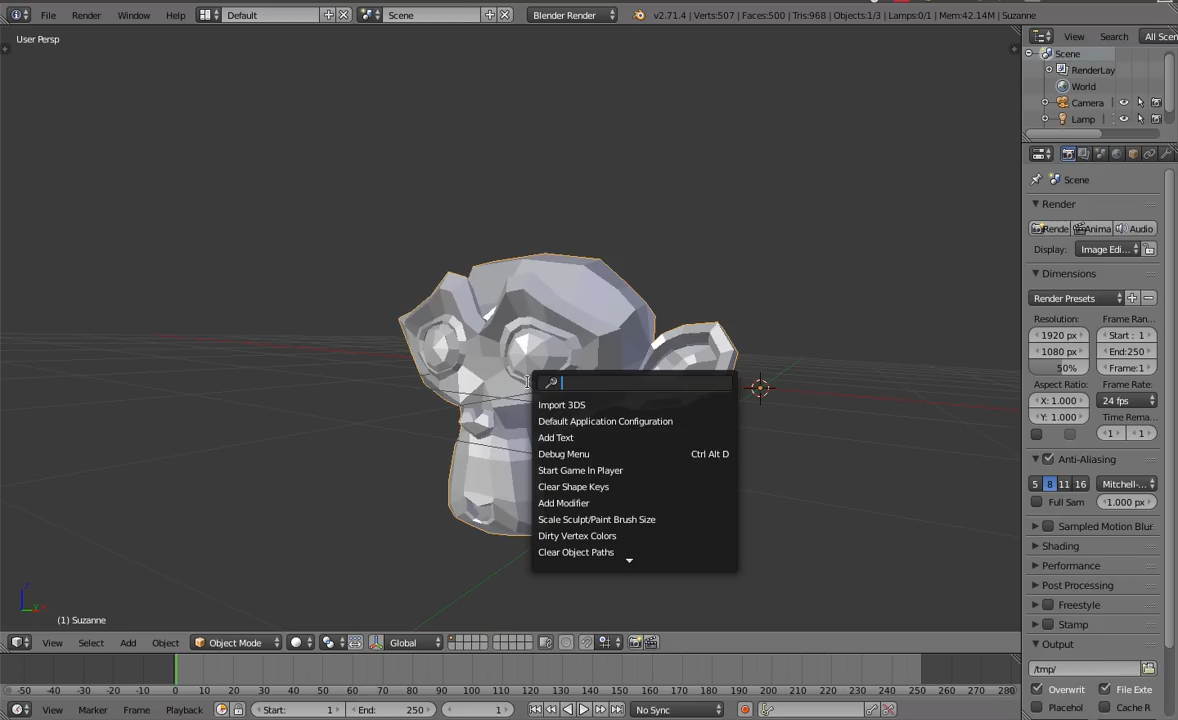 File Render Window Help Default Scene Blender Render v2.71.4 | Verts:507 | Faces:500 | Tris:968 | Objects:1/3 | Lamps:0/1 | Mem:42.14M | Suzanne
User Persp
View Search All Scen
Scene
RenderLay
World
Camera
Lamp
Scene
Render
Rende Anima Audio
Display: Image Edi...
Dimensions
Render Presets
Resolution: Frame Ran...
1920 px Start : 1
1080 px End:250
50% Frame:1
Aspect Ratio: Frame Rate:
X: 1.000 24 fps
Y: 1.000 Time Rema...
1 1
Anti-Aliasing
5 8 11 16 Mitchell-...
Full Sam 1.000 px
Sampled Motion Blur
Shading
Performance
Post Processing
Freestyle
Stamp
Output
/tmp/
Overwrit File Exte
Placehol Cache R
Import 3DS
Default Application Configuration
Add Text
Debug Menu Ctrl Alt D
Start Game In Player
Clear Shape Keys
Add Modifier
Scale Sculpt/Paint Brush Size
Dirty Vertex Colors
Clear Object Paths
(1) Suzanne
View Select Add Object Object Mode Global
-50 -40 -30 -20 -10 0 10 20 30 40 50 60 70 80 90 100 110 120 130 140 150 160 170 180 190 200 210 220 230 240 250 260 270 280
View Marker Frame Playback Start: 1 End: 250 1 No Sync